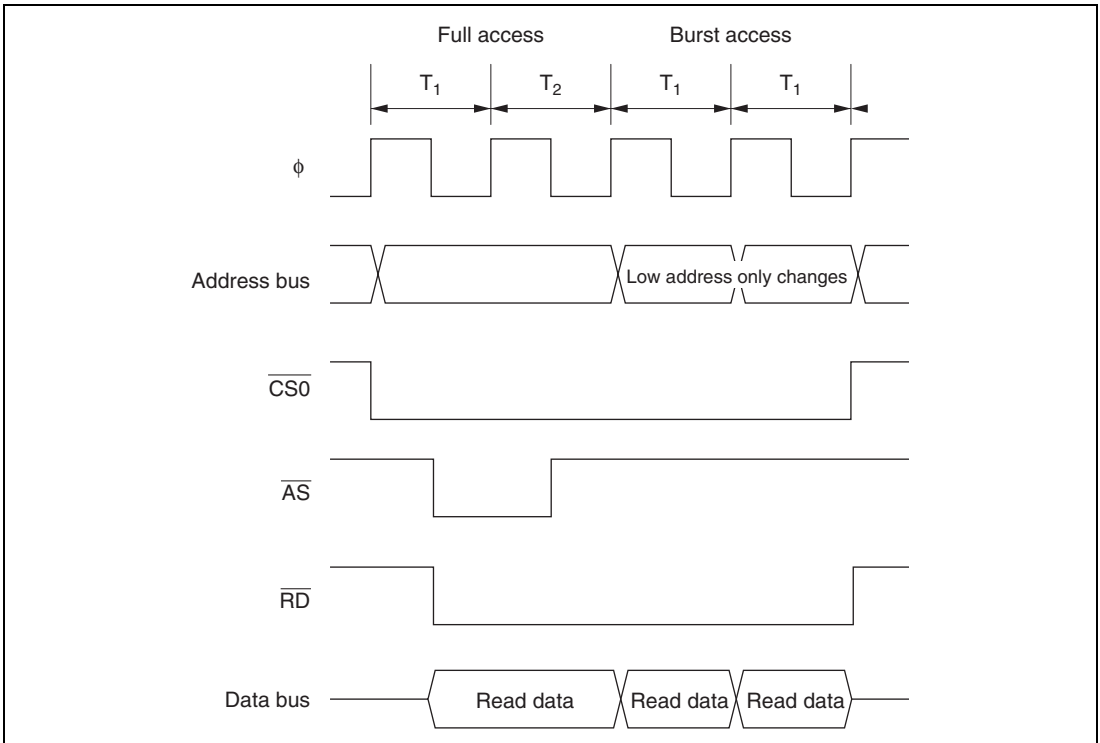 Full access Burst access
T1 T2 T1 T1
ϕ
Address bus Low address only changes
CS0
AS
RD
Data bus Read data Read data Read data